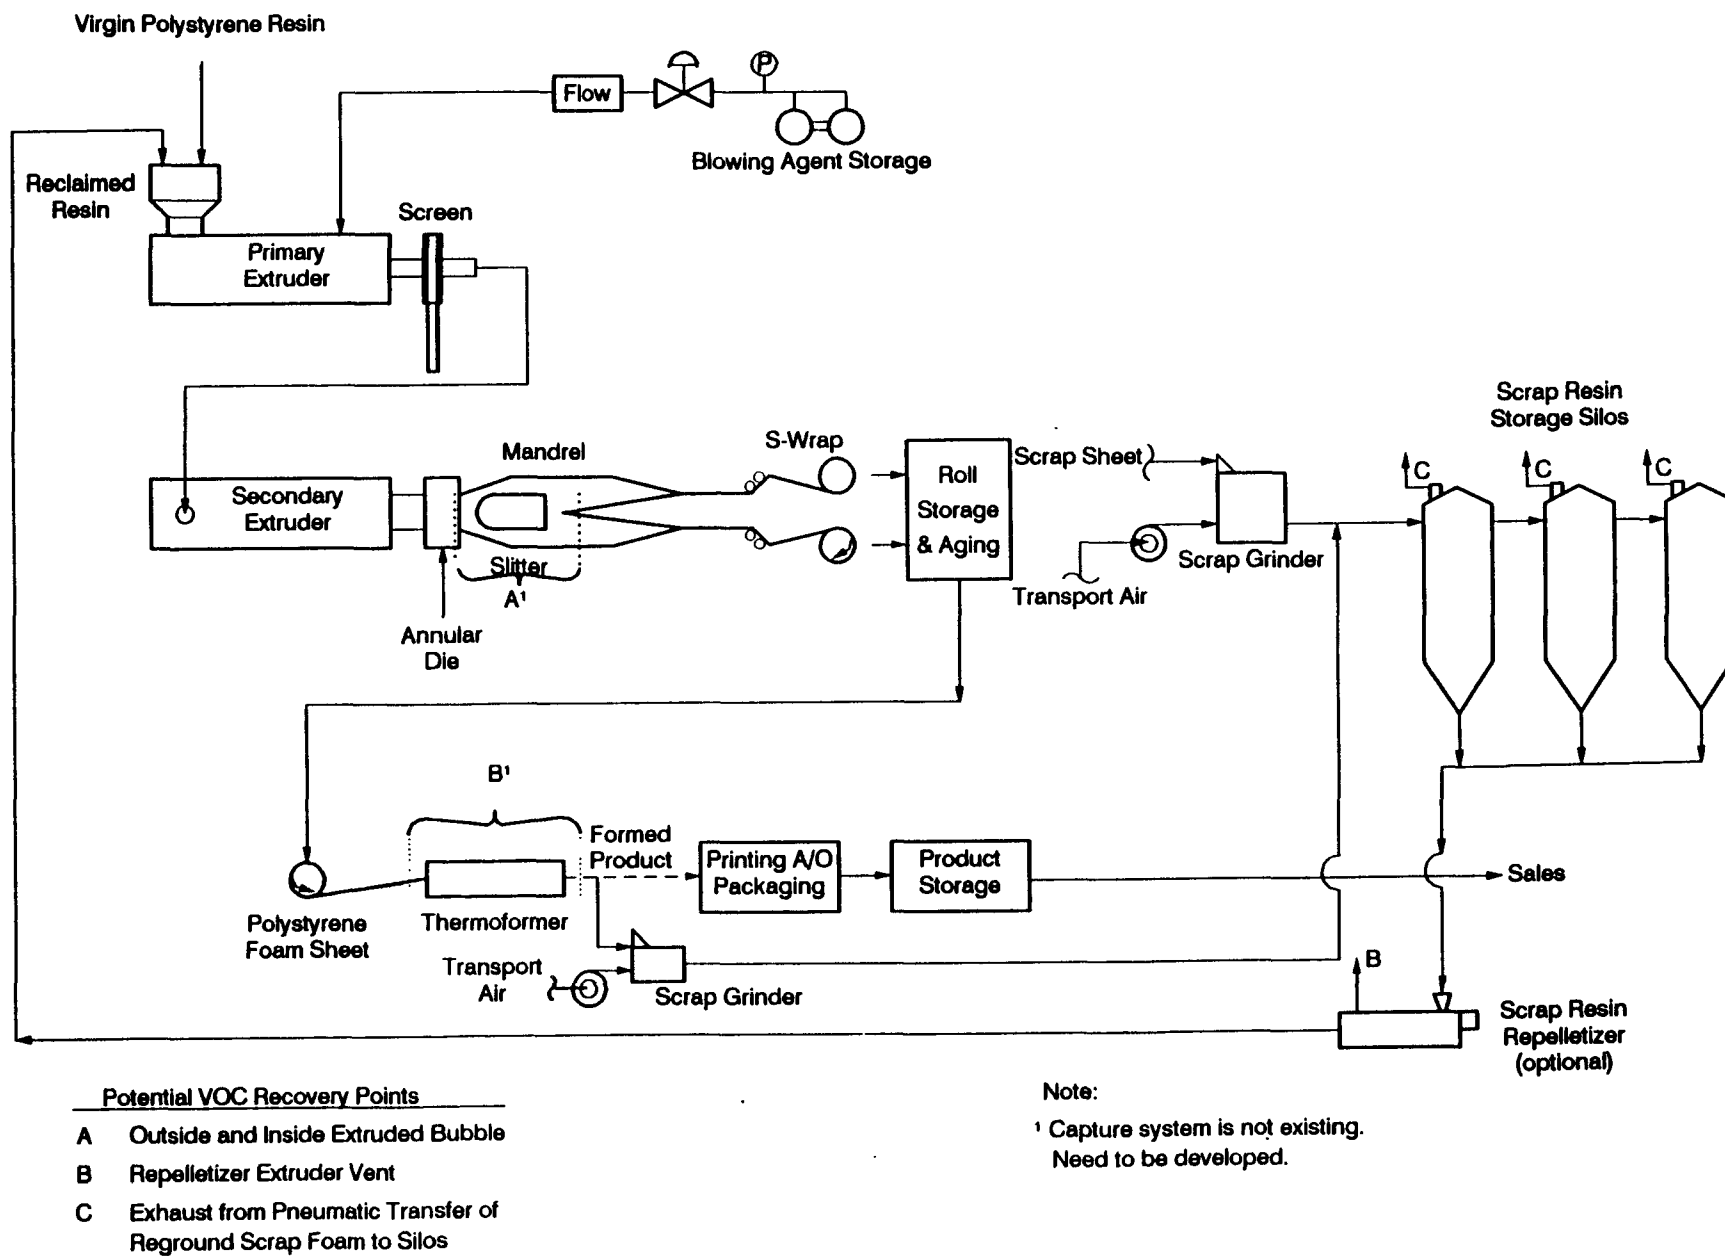 Virgin Polystyrene Resin
Flow
P
Blowing Agent Storage
Reclaimed
Resin
Screen
Primary
Extruder
Scrap Resin
Storage Silos
Mandrel
S-Wrap
Scrap Sheet
C
C
C
Secondary
Extruder
Roll
Storage
& Aging
Slitter
A¹
Scrap Grinder
Transport Air
Annular
Die
B¹
Formed
Product
Printing A/O
Packaging
Product
Storage
Sales
Polystyrene
Foam Sheet
Thermoformer
Transport
Air
Scrap Grinder
B
Scrap Resin
Repelletizer
(optional)
Potential VOC Recovery Points
A Outside and Inside Extruded Bubble
B Repelletizer Extruder Vent
C Exhaust from Pneumatic Transfer of
Reground Scrap Foam to Silos
Note:
¹ Capture system is not existing.
Need to be developed.